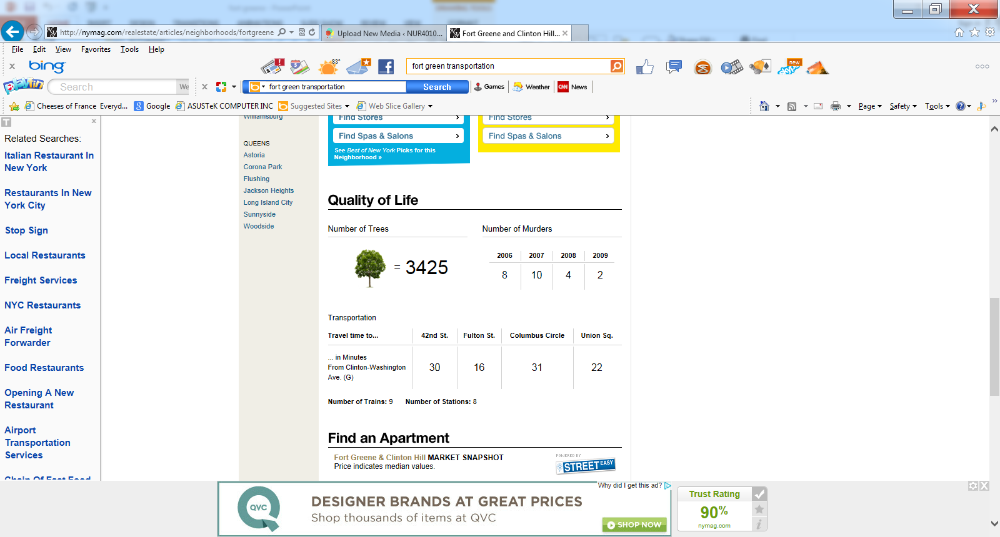 http://nymag.com/realestate/articles/neighborhoods/fortgreene
Upload New Media ‹ NUR4010...
Fort Greene and Clinton Hill...
File Edit View Favorites Tools Help
bing
83°
fort green transportation
new
Search We
fort green transportation
Search
Games Weather CNN News
Cheeses of France Everyd... Google ASUSTeK COMPUTER INC Suggested Sites Web Slice Gallery
Page Safety Tools
Related Searches:
Italian Restaurant In
New York
Restaurants In New
York City
Stop Sign
Local Restaurants
Freight Services
NYC Restaurants
Air Freight
Forwarder
Food Restaurants
Opening A New
Restaurant
Airport
Transportation
Services
Chain Of Fast Food
Williamsburg
QUEENS
Astoria
Corona Park
Flushing
Jackson Heights
Long Island City
Sunnyside
Woodside
Find Stores
Find Spas & Salons
See Best of New York Picks for this
Neighborhood »
Find Stores
Find Spas & Salons
Quality of Life
Number of Trees
= 3425
Number of Murders
2006 2007 2008 2009
8 10 4 2
Transportation
Travel time to... 42nd St. Fulton St. Columbus Circle Union Sq.
... in Minutes
From Clinton-Washington
Ave. (G)
30 16 31 22
Number of Trains: 9 Number of Stations: 8
Find an Apartment
Fort Greene & Clinton Hill MARKET SNAPSHOT
Price indicates median values.
POWERED BY
STREETEASY
Why did I get this ad?
QVC
DESIGNER BRANDS AT GREAT PRICES
Shop thousands of items at QVC
SHOP NOW
Trust Rating
90%
nymag.com